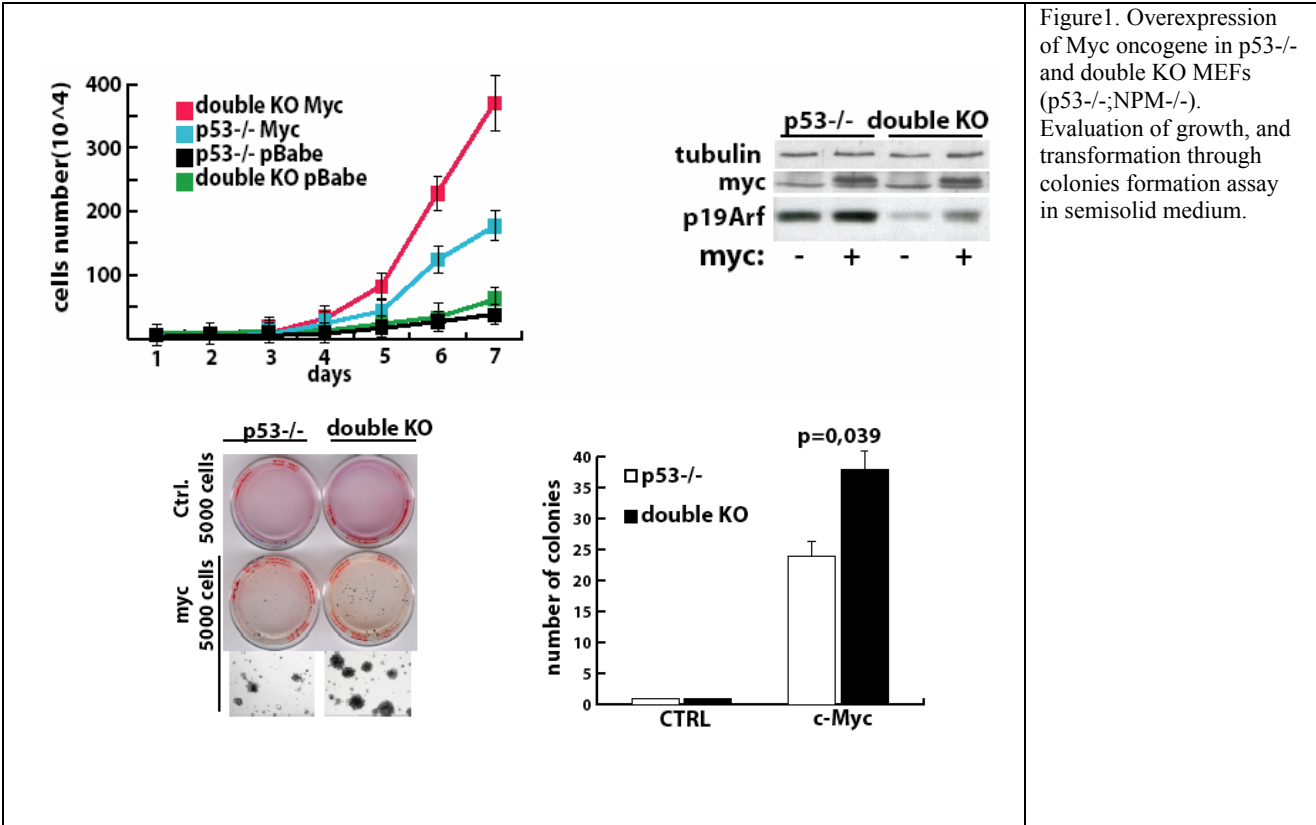 400
300
200
100
cells number(10^4)
double KO Myc
p53-/- Myc
p53-/- pBabe
double KO pBabe
1 2 3 4 5 6 7
days
p53-/- double KO
tubulin
myc
p19Arf
myc: - + - +
p53-/- double KO
Ctrl.
5000 cells
myc
5000 cells
p=0,039
40
35
30
25
20
15
10
5
0
number of colonies
p53-/-
double KO
CTRL c-Myc
Figure1. Overexpression
of Myc oncogene in p53-/-
and double KO MEFs
(p53-/-;NPM-/-).
Evaluation of growth, and
transformation through
colonies formation assay
in semisolid medium.